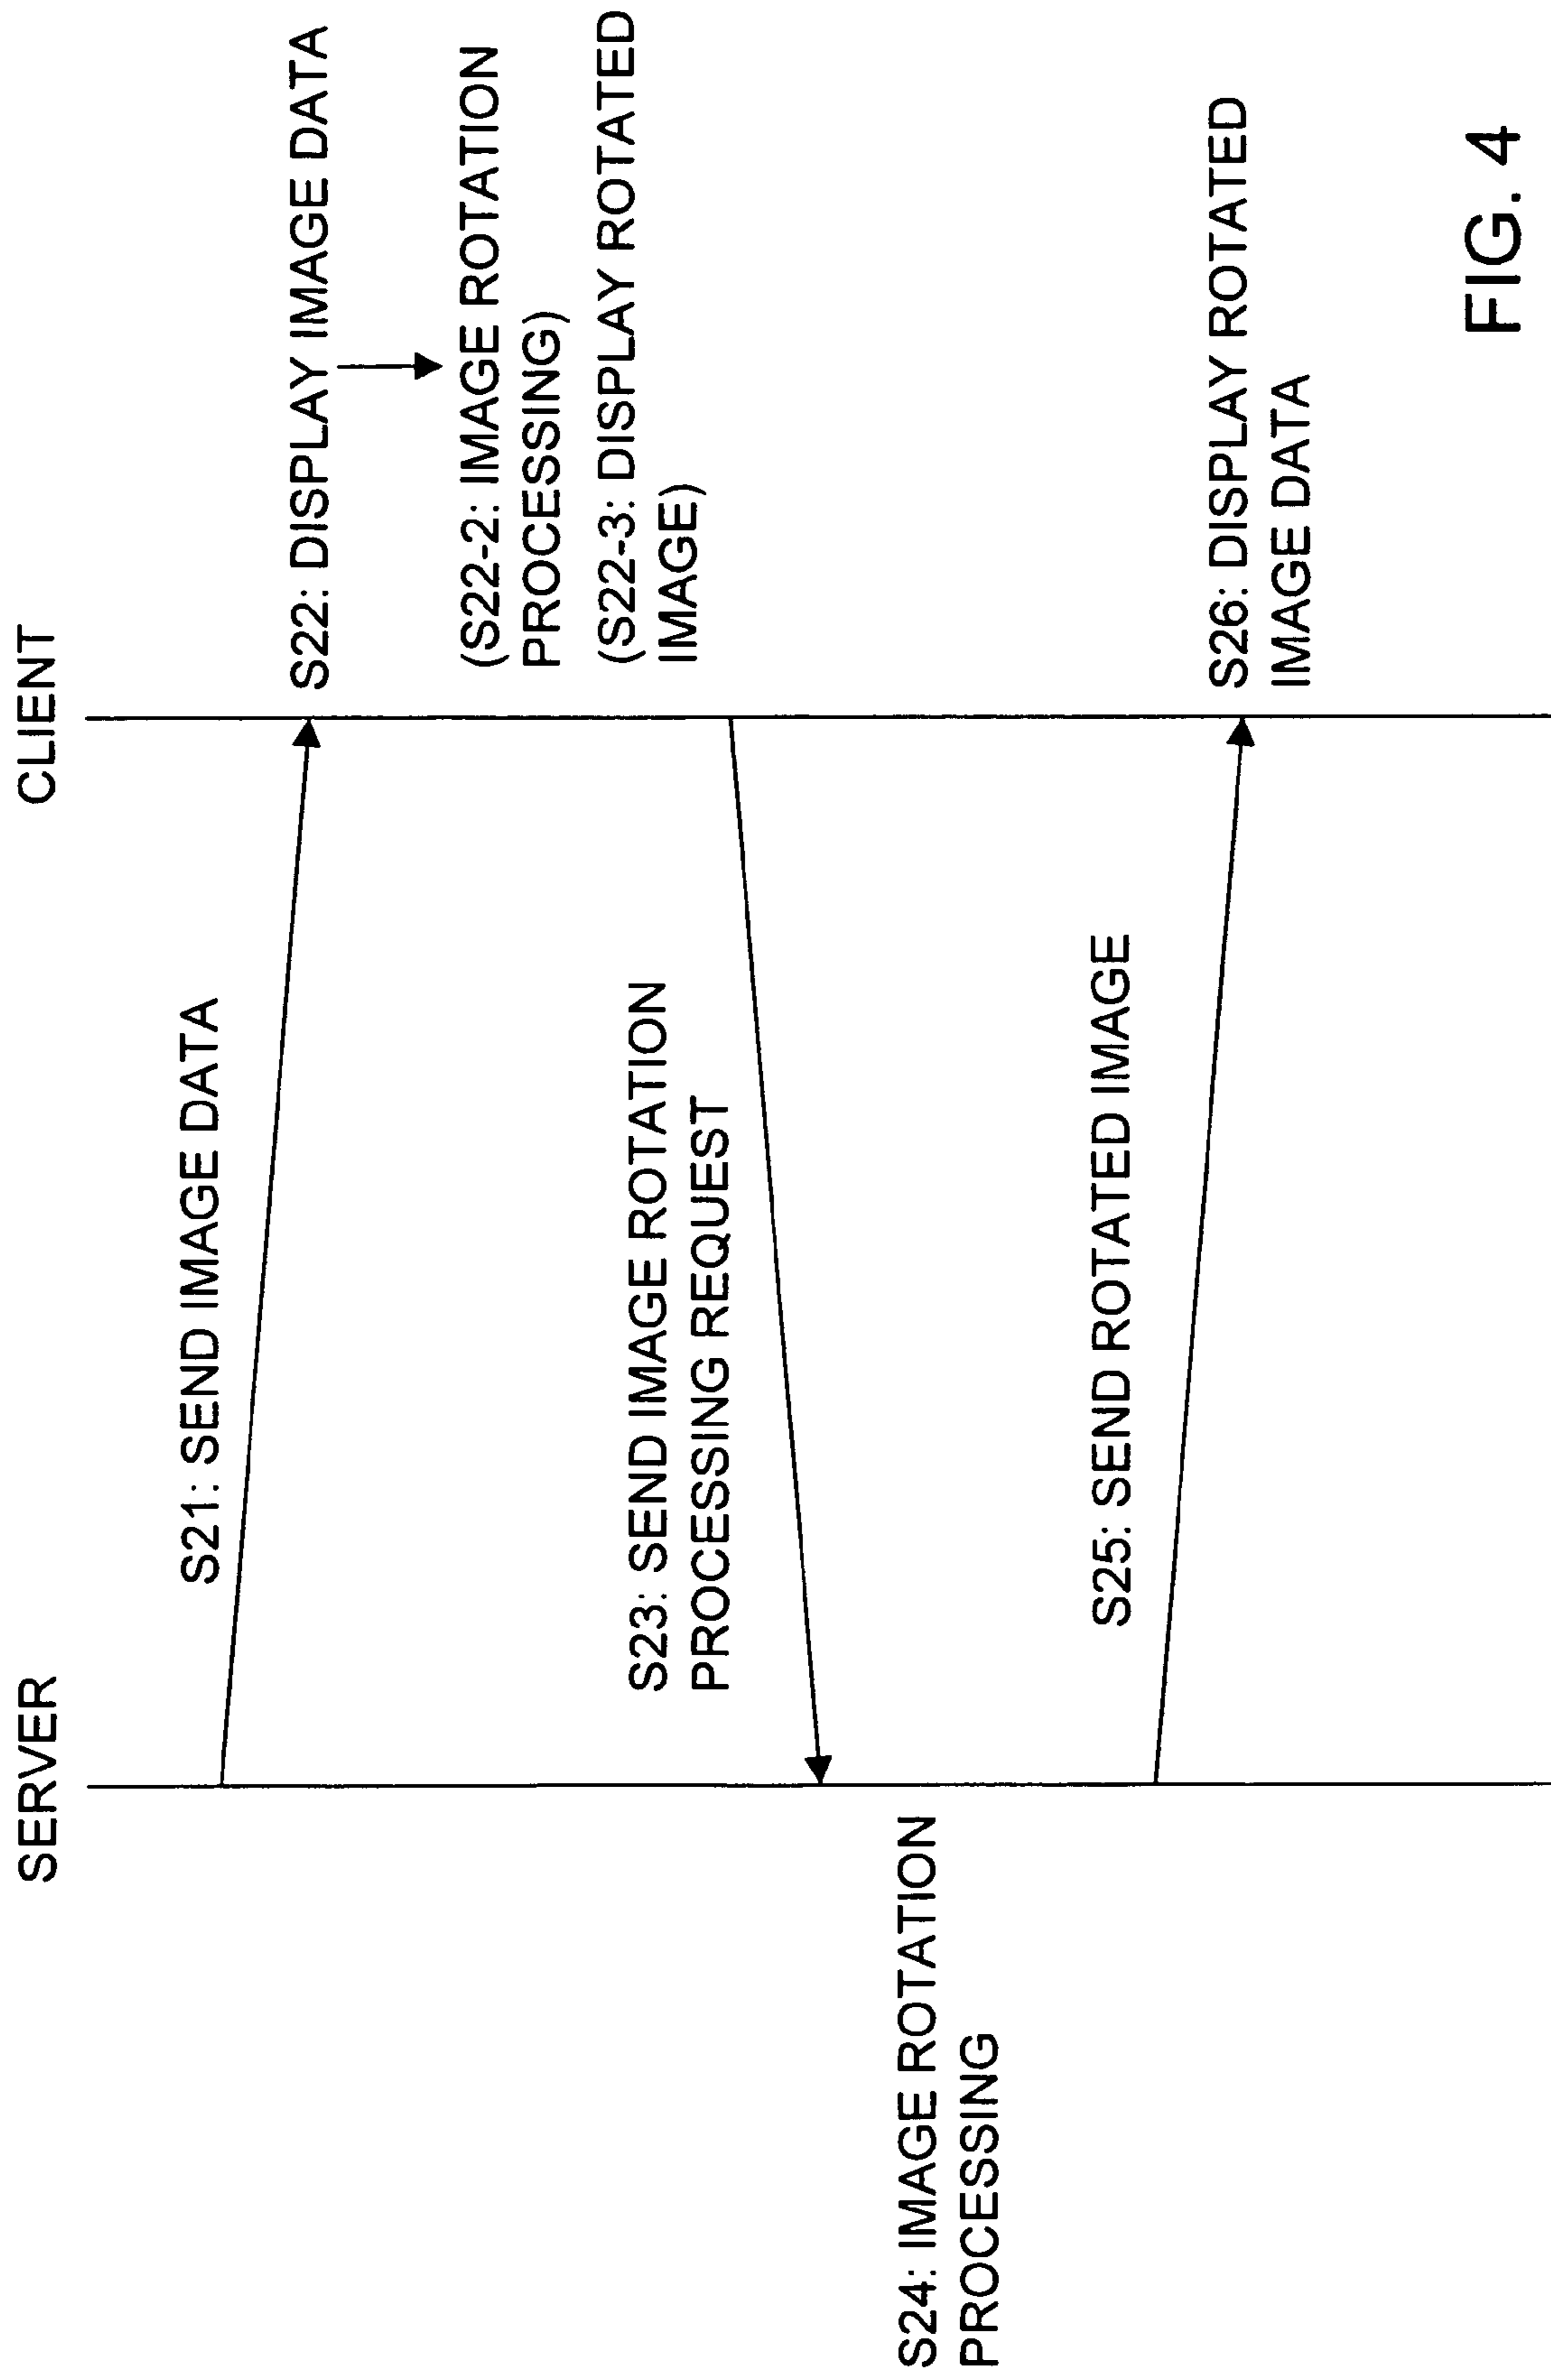 SERVER
CLIENT
S21: SEND IMAGE DATA
S22: DISPLAY IMAGE DATA
(S22-2: IMAGE ROTATION
PROCESSING)
(S22-3: DISPLAY ROTATED
IMAGE)
S23: SEND IMAGE ROTATION
PROCESSING REQUEST
S24: IMAGE ROTATION
PROCESSING
S25: SEND ROTATED IMAGE
S26: DISPLAY ROTATED
IMAGE DATA
FIG. 4